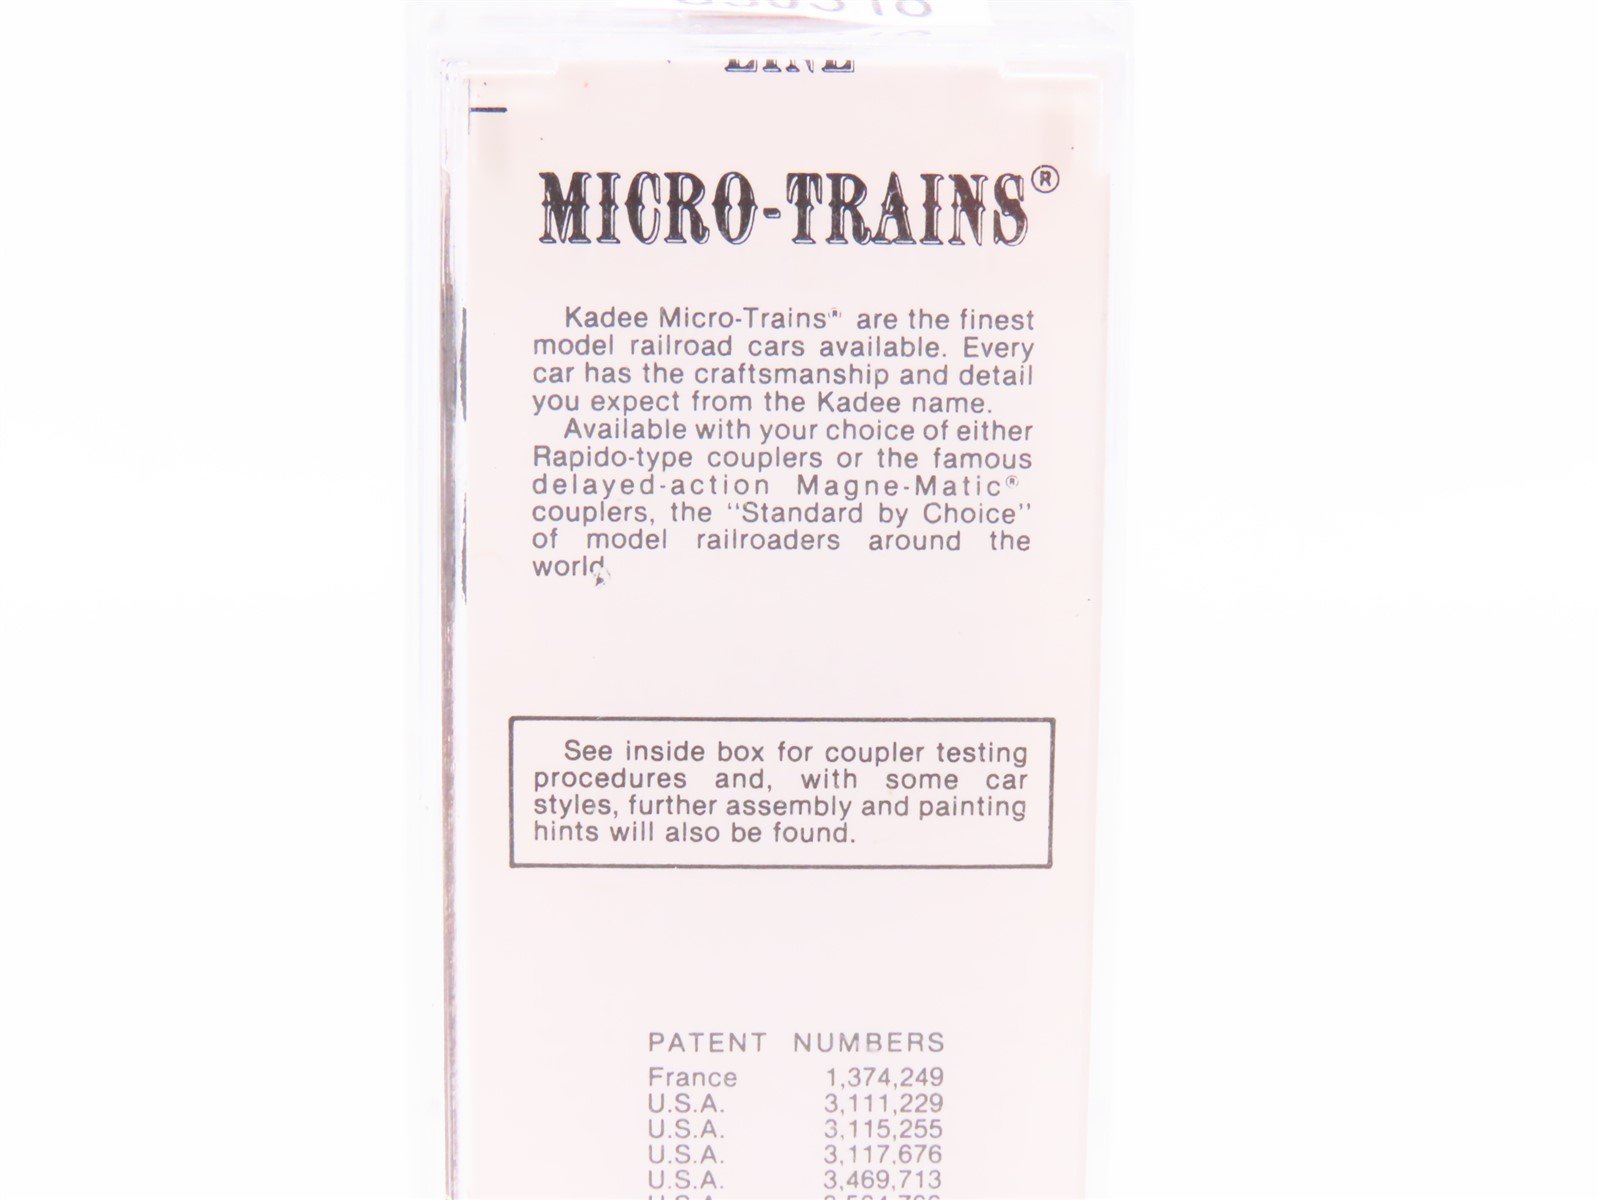 LINE
MICRO-TRAINS®
Kadee Micro-Trains® are the finest
model railroad cars available. Every
car has the craftsmanship and detail
you expect from the Kadee name.
Available with your choice of either
Rapido-type couplers or the famous
delayed-action Magne-Matic®
couplers, the "Standard by Choice"
of model railroaders around the
world.
See inside box for coupler testing
procedures and, with some car
styles, further assembly and painting
hints will also be found.
PATENT NUMBERS
France 1,374,249
U.S.A. 3,111,229
U.S.A. 3,115,255
U.S.A. 3,117,676
U.S.A. 3,469,713
U.S.A.